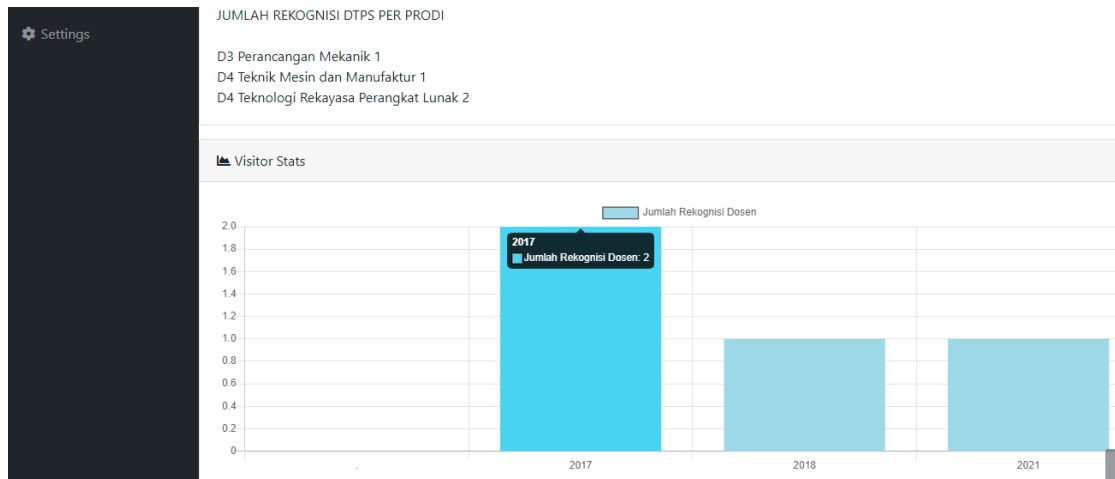 JUMLAH REKOGNISI DTPS PER PRODI
Settings
D3 Perancangan Mekanik 1
D4 Teknik Mesin dan Manufaktur 1
D4 Teknologi Rekayasa Perangkat Lunak 2
Visitor Stats
Jumlah Rekognisi Dosen
2.0
1.8
1.6
1.4
1.2
1.0
0.8
0.6
0.4
0.2
0
2017
Jumlah Rekognisi Dosen: 2
. 2017 2018 2021